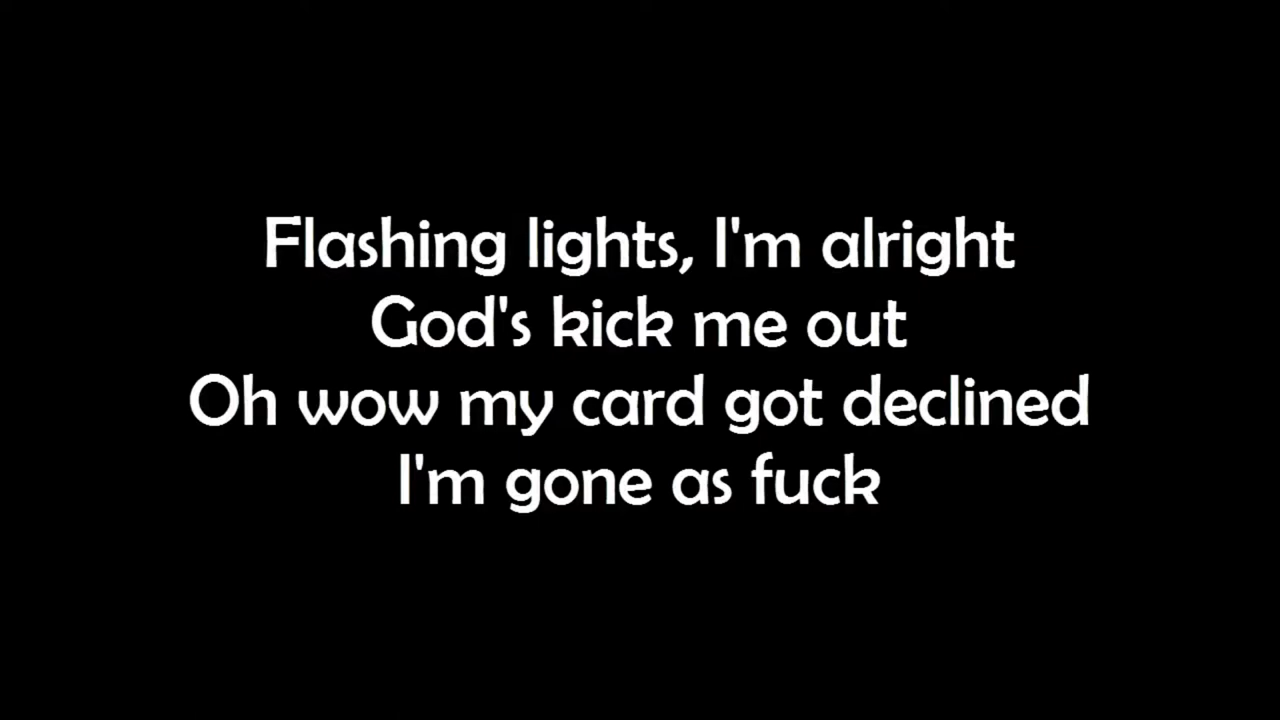 Flashing lights, I'm alright
God's kick me out
Oh wow my card got declined
I'm gone as fuck